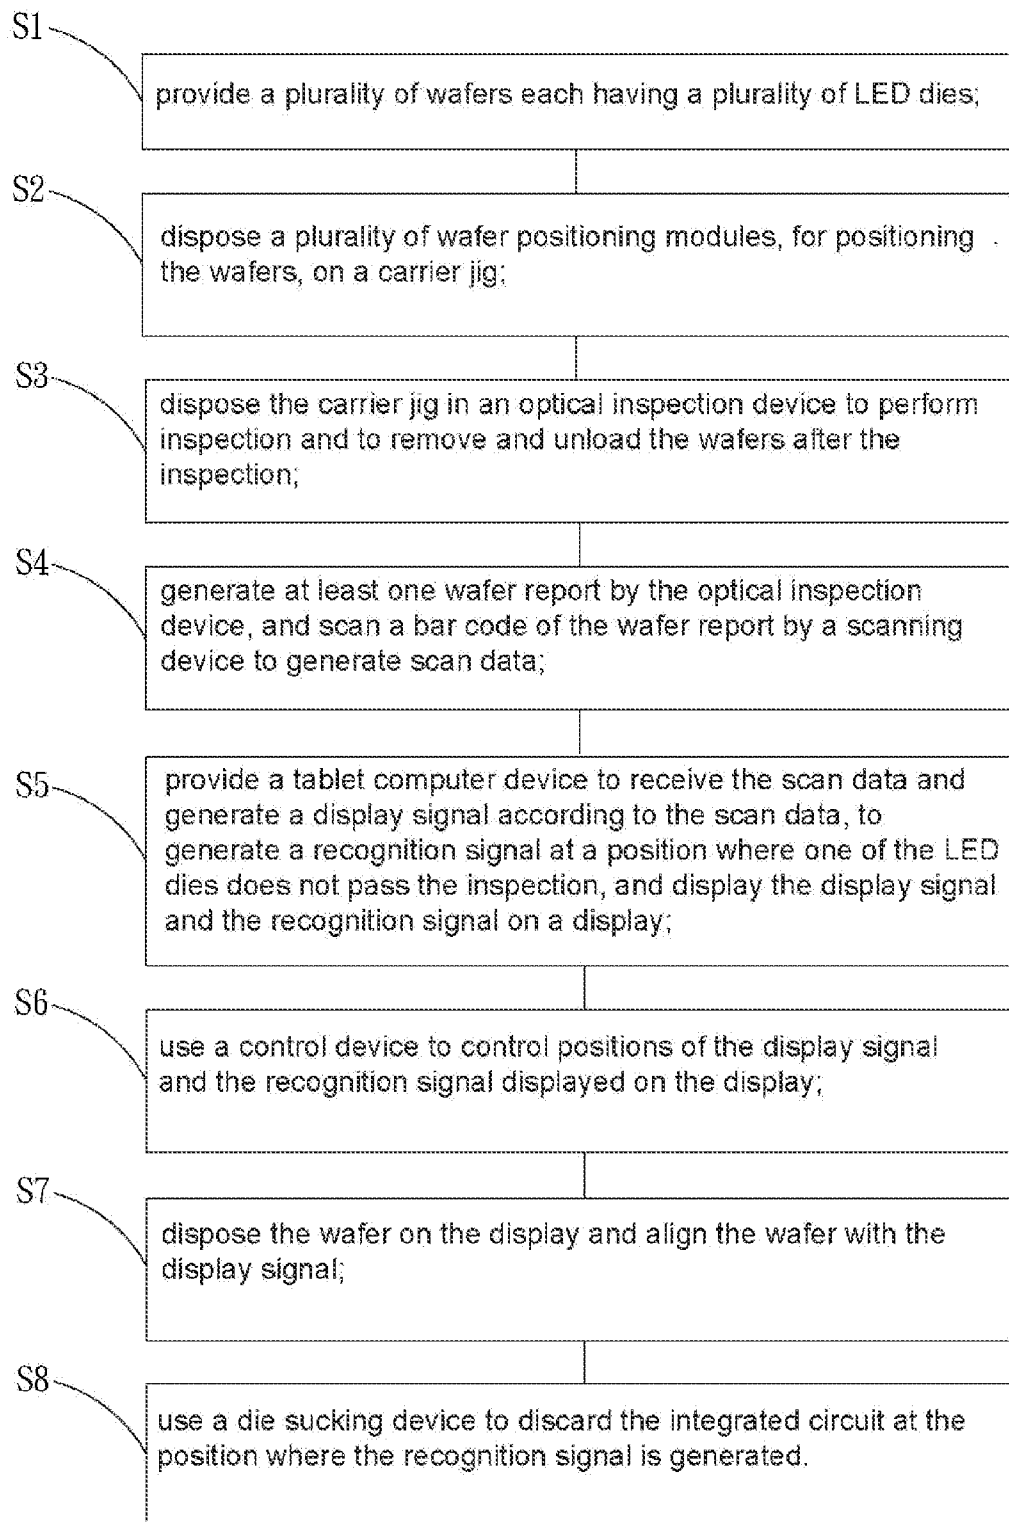 S1
provide a plurality of wafers each having a plurality of LED dies;
S2
dispose a plurality of wafer positioning modules, for positioning
the wafers, on a carrier jig;
S3
dispose the carrier jig in an optical inspection device to perform
inspection and to remove and unload the wafers after the
inspection;
S4
generate at least one wafer report by the optical inspection
device, and scan a bar code of the wafer report by a scanning
device to generate scan data;
S5
provide a tablet computer device to receive the scan data and
generate a display signal according to the scan data, to
generate a recognition signal at a position where one of the LED
dies does not pass the inspection, and display the display signal
and the recognition signal on a display;
S6
use a control device to control positions of the display signal
and the recognition signal displayed on the display;
S7
dispose the wafer on the display and align the wafer with the
display signal;
S8
use a die sucking device to discard the integrated circuit at the
position where the recognition signal is generated.